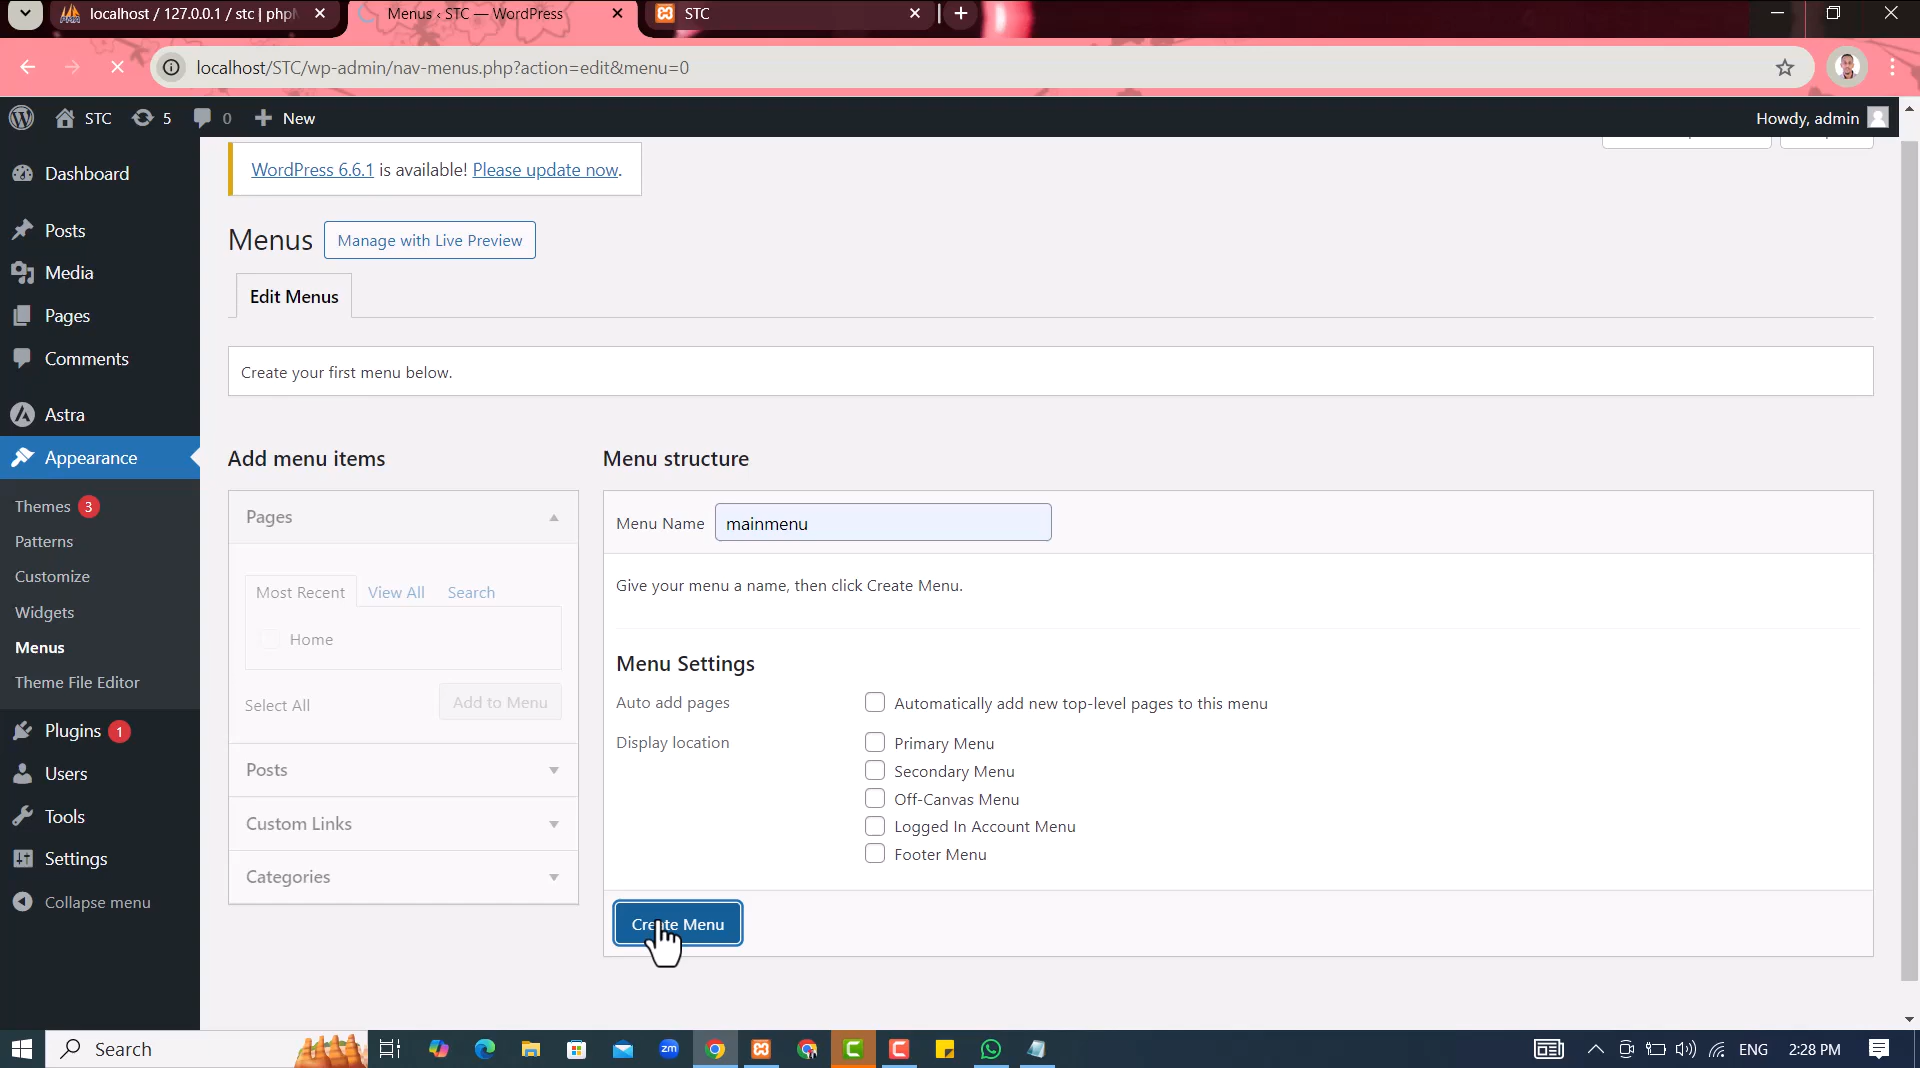 localhost / 127.0.0.1 / stc | phpM
Menus ‹ STC — WordPress
STC
localhost/STC/wp-admin/nav-menus.php?action=edit&menu=0
STC
5
0
New
Howdy, admin
Dashboard
Posts
Media
Pages
Comments
Astra
Appearance
Themes 3
Patterns
Customize
Widgets
Menus
Theme File Editor
Plugins 1
Users
Tools
Settings
Collapse menu
WordPress 6.6.1 is available! Please update now.
Menus
Manage with Live Preview
Edit Menus
Create your first menu below.
Add menu items
Pages
Most Recent
View All
Search
Home
Select All
Add to Menu
Posts
Custom Links
Categories
Menu structure
Menu Name mainmenu
Give your menu a name, then click Create Menu.
Menu Settings
Auto add pages
Automatically add new top-level pages to this menu
Display location
Primary Menu
Secondary Menu
Off-Canvas Menu
Logged In Account Menu
Footer Menu
Create Menu
Search
zm
ENG
2:28 PM